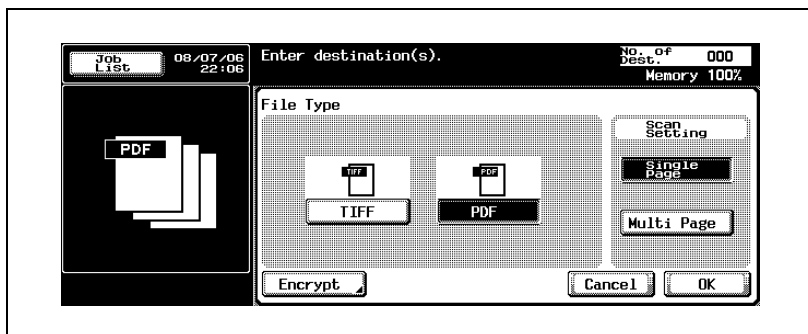 Job
List
08/07/06
22:06
Enter destination(s).
No. of
Dest.
000
Memory 100%
File Type
PDF
TIFF
TIFF
PDF
PDF
Scan
Setting
Single
Page
Multi Page
Encrypt
Cancel
OK